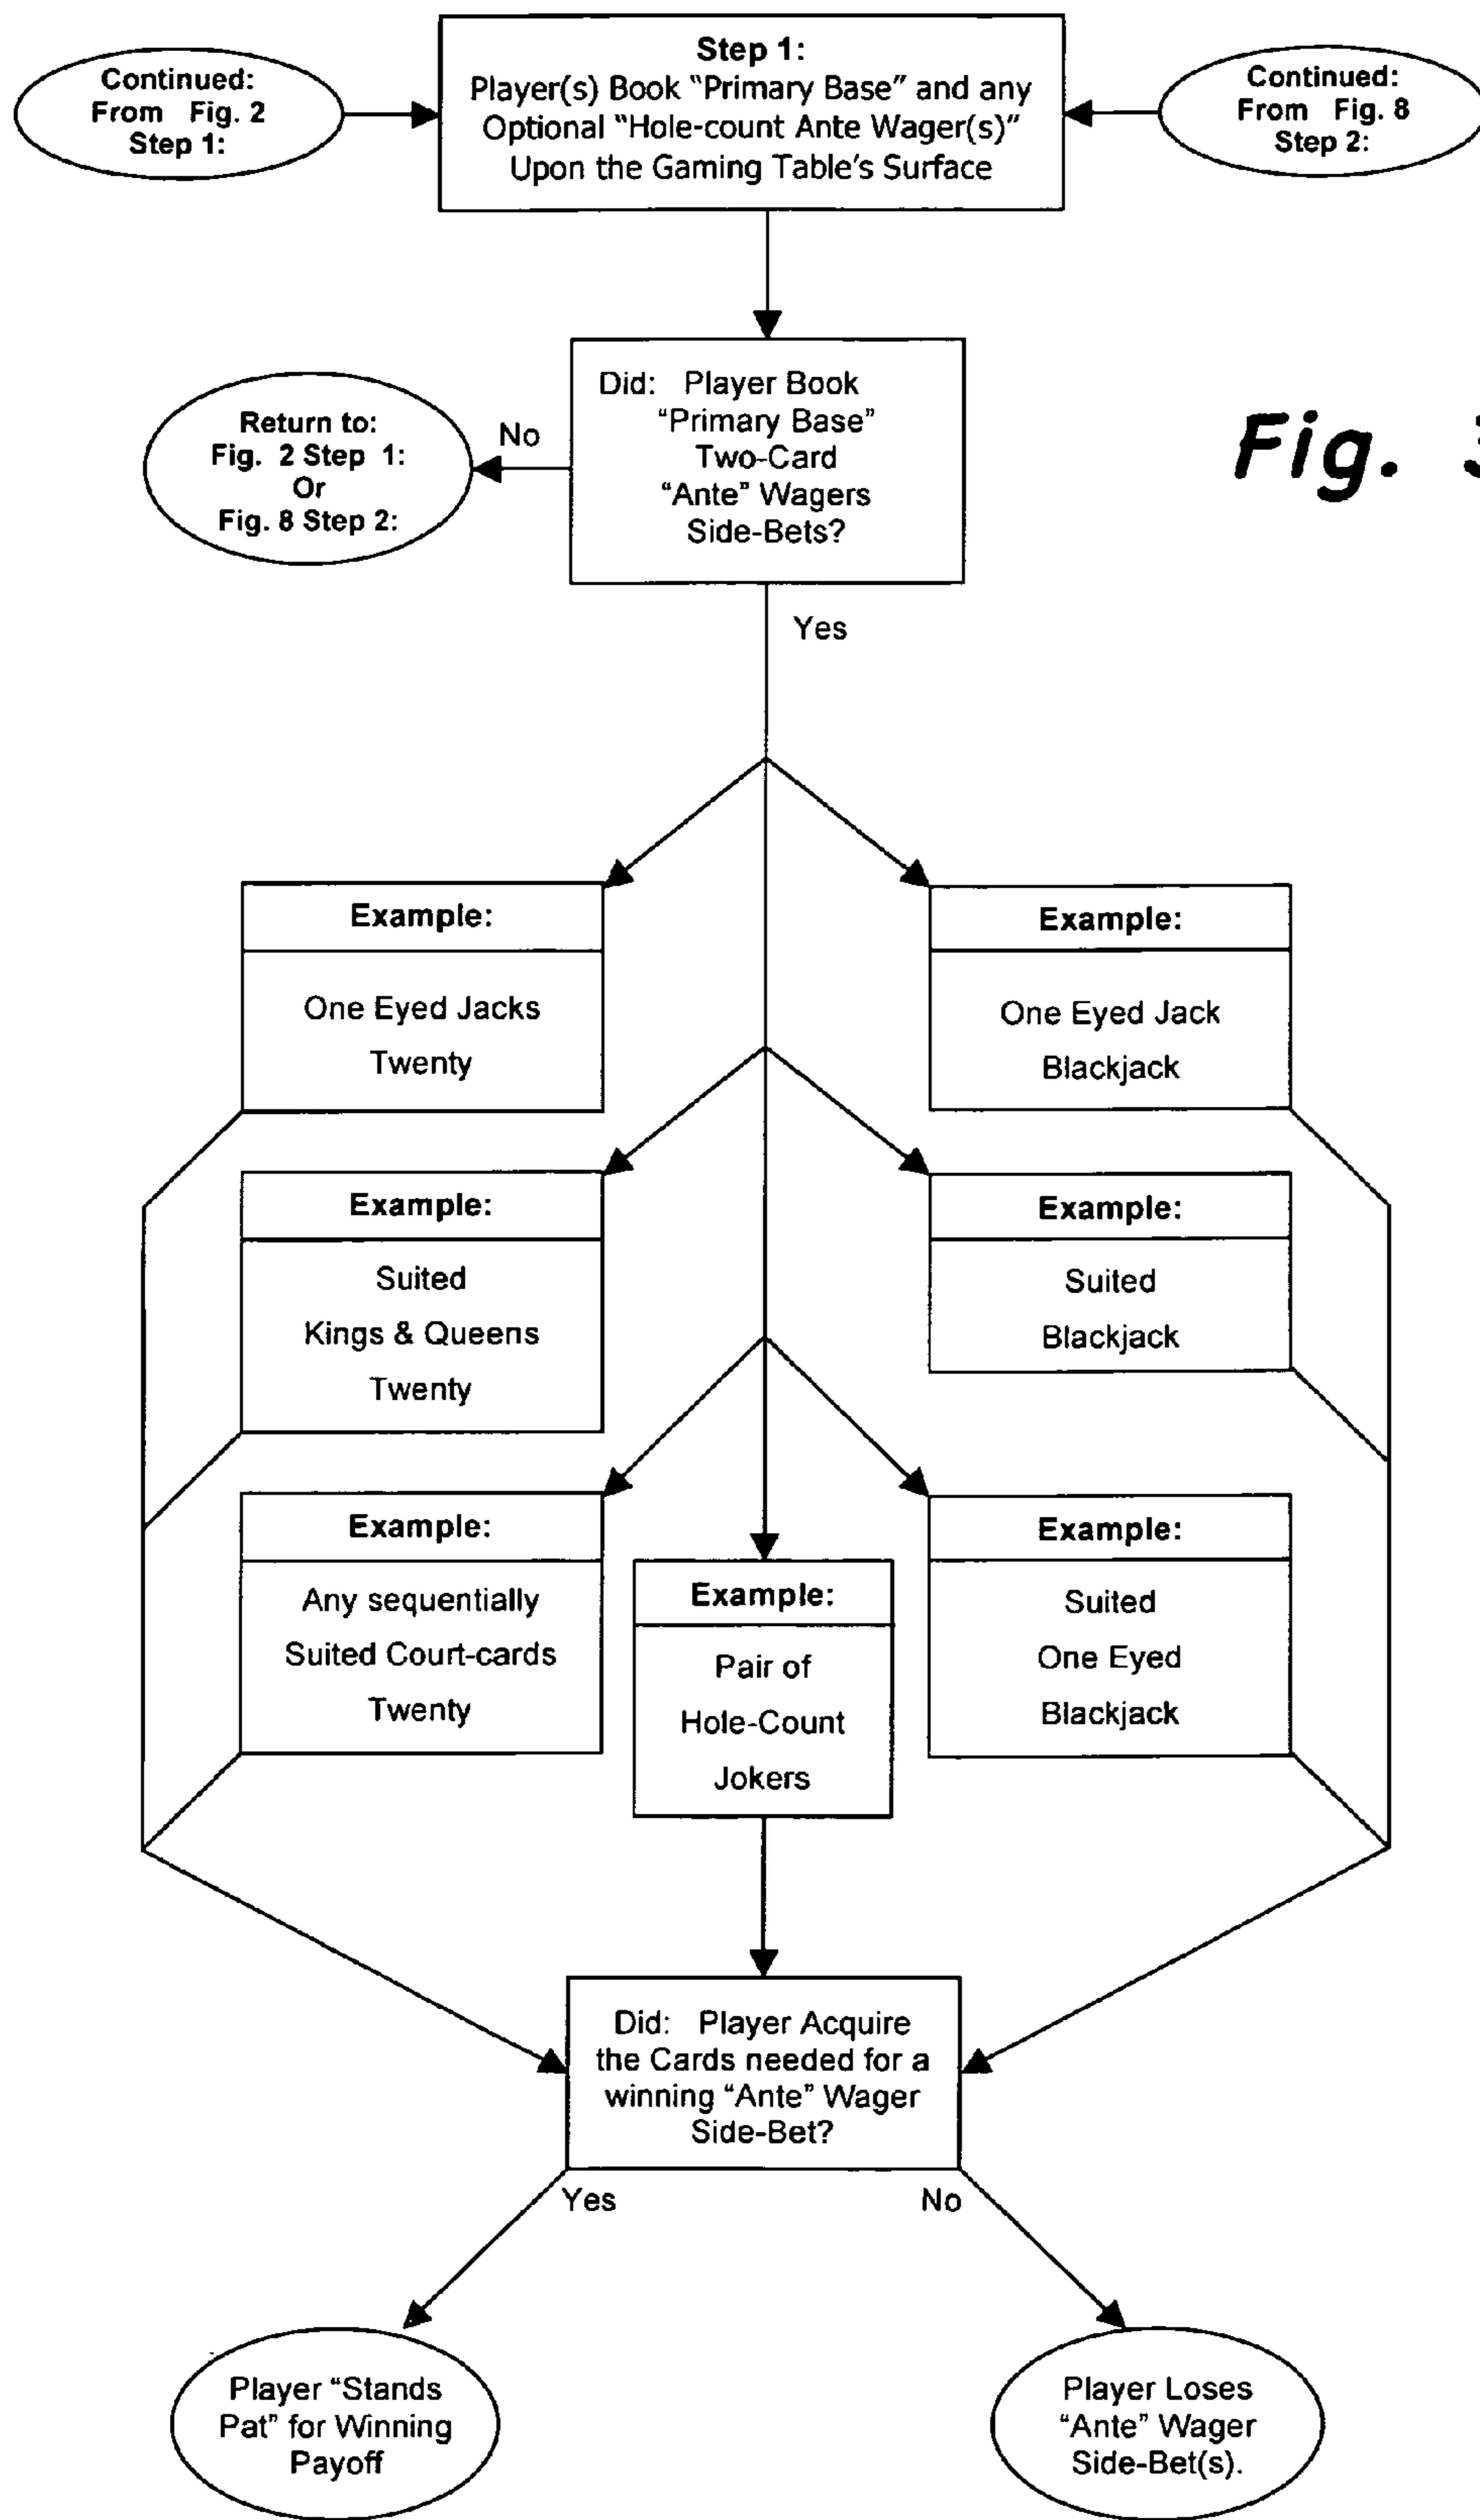 Step 1:
Player(s) Book "Primary Base" and any
Optional "Hole-count Ante Wager(s)"
Upon the Gaming Table's Surface
Continued:
From Fig. 2
Step 1:
Continued:
From Fig. 8
Step 2:
Did: Player Book
"Primary Base"
Two-Card
"Ante" Wagers
Side-Bets?
No
Return to:
Fig. 2 Step 1:
Or
Fig. 8 Step 2:
Fig. 3
Yes
Example:
One Eyed Jacks
Twenty
Example:
One Eyed Jack
Blackjack
Example:
Suited
Kings & Queens
Twenty
Example:
Suited
Blackjack
Example:
Any sequentially
Suited Court-cards
Twenty
Example:
Pair of
Hole-Count
Jokers
Example:
Suited
One Eyed
Blackjack
Did: Player Acquire
the Cards needed for a
winning "Ante" Wager
Side-Bet?
Yes
No
Player "Stands
Pat" for Winning
Payoff
Player Loses
"Ante" Wager
Side-Bet(s).